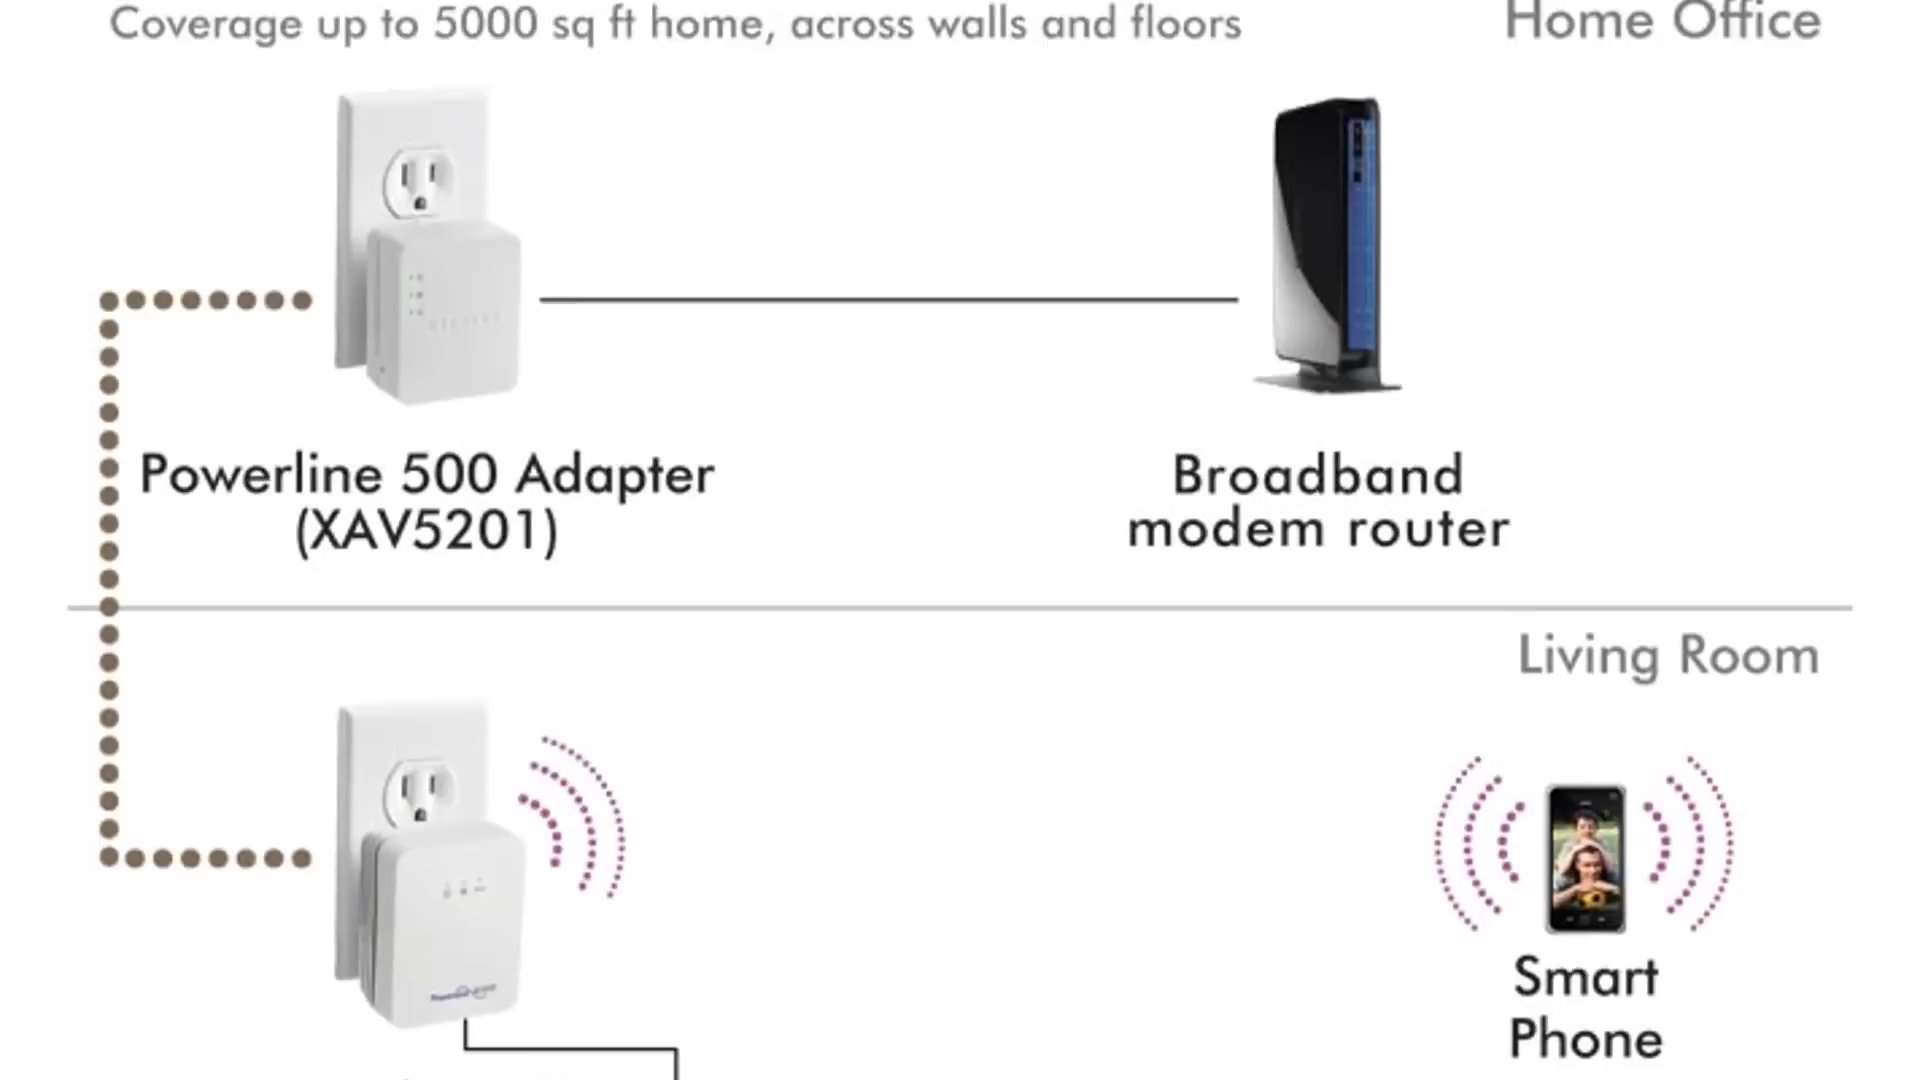 Coverage up to 5000 sq ft home, across walls and floors
Home Office
Powerline 500 Adapter
(XAV5201)
Broadband
modem router
Living Room
Smart
Phone